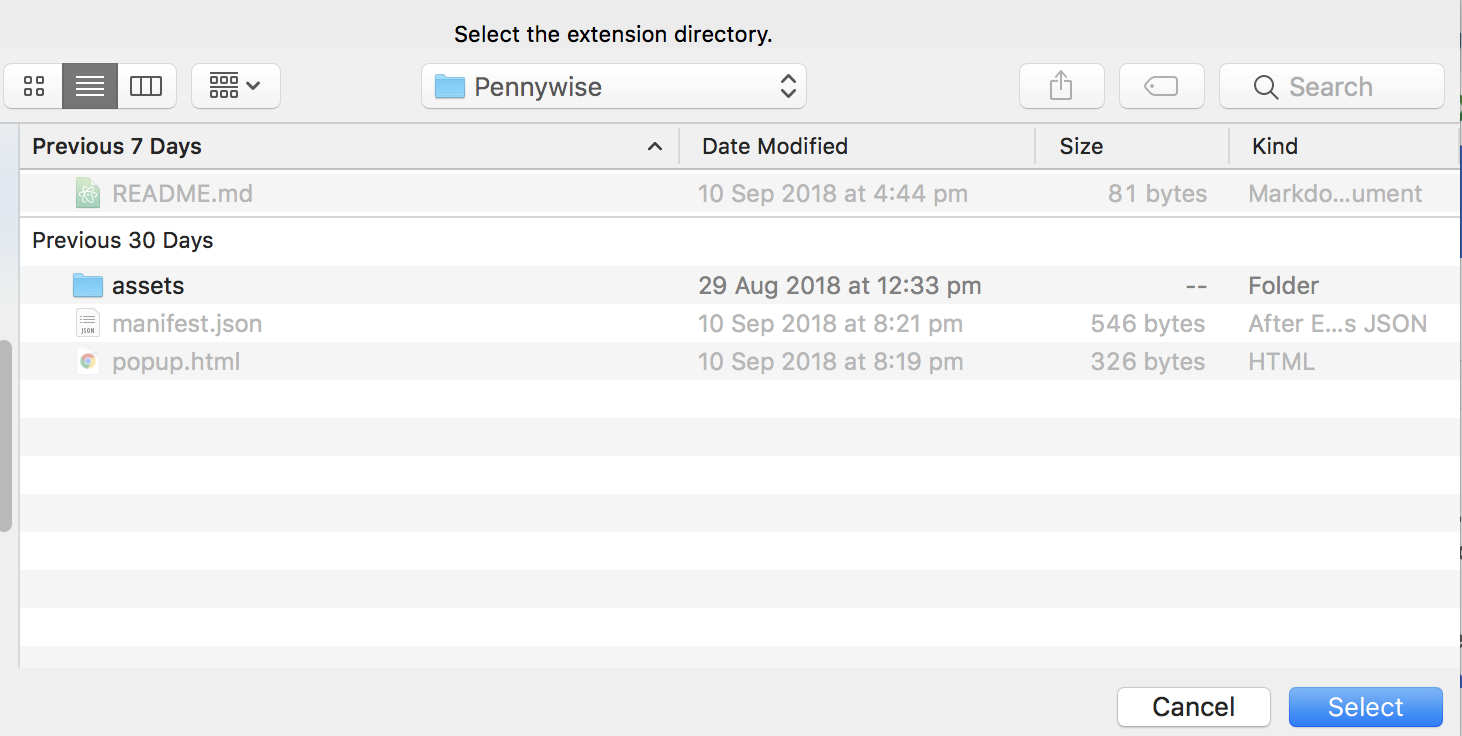 Select the extension directory.
Pennywise Search
Previous 7 Days Date Modified Size Kind
README.md 10 Sep 2018 at 4:44 pm 81 bytes Markdo...ument
Previous 30 Days
assets 29 Aug 2018 at 12:33 pm -- Folder
JSON manifest.json 10 Sep 2018 at 8:21 pm 546 bytes After E...s JSON
popup.html 10 Sep 2018 at 8:19 pm 326 bytes HTML
Cancel Select